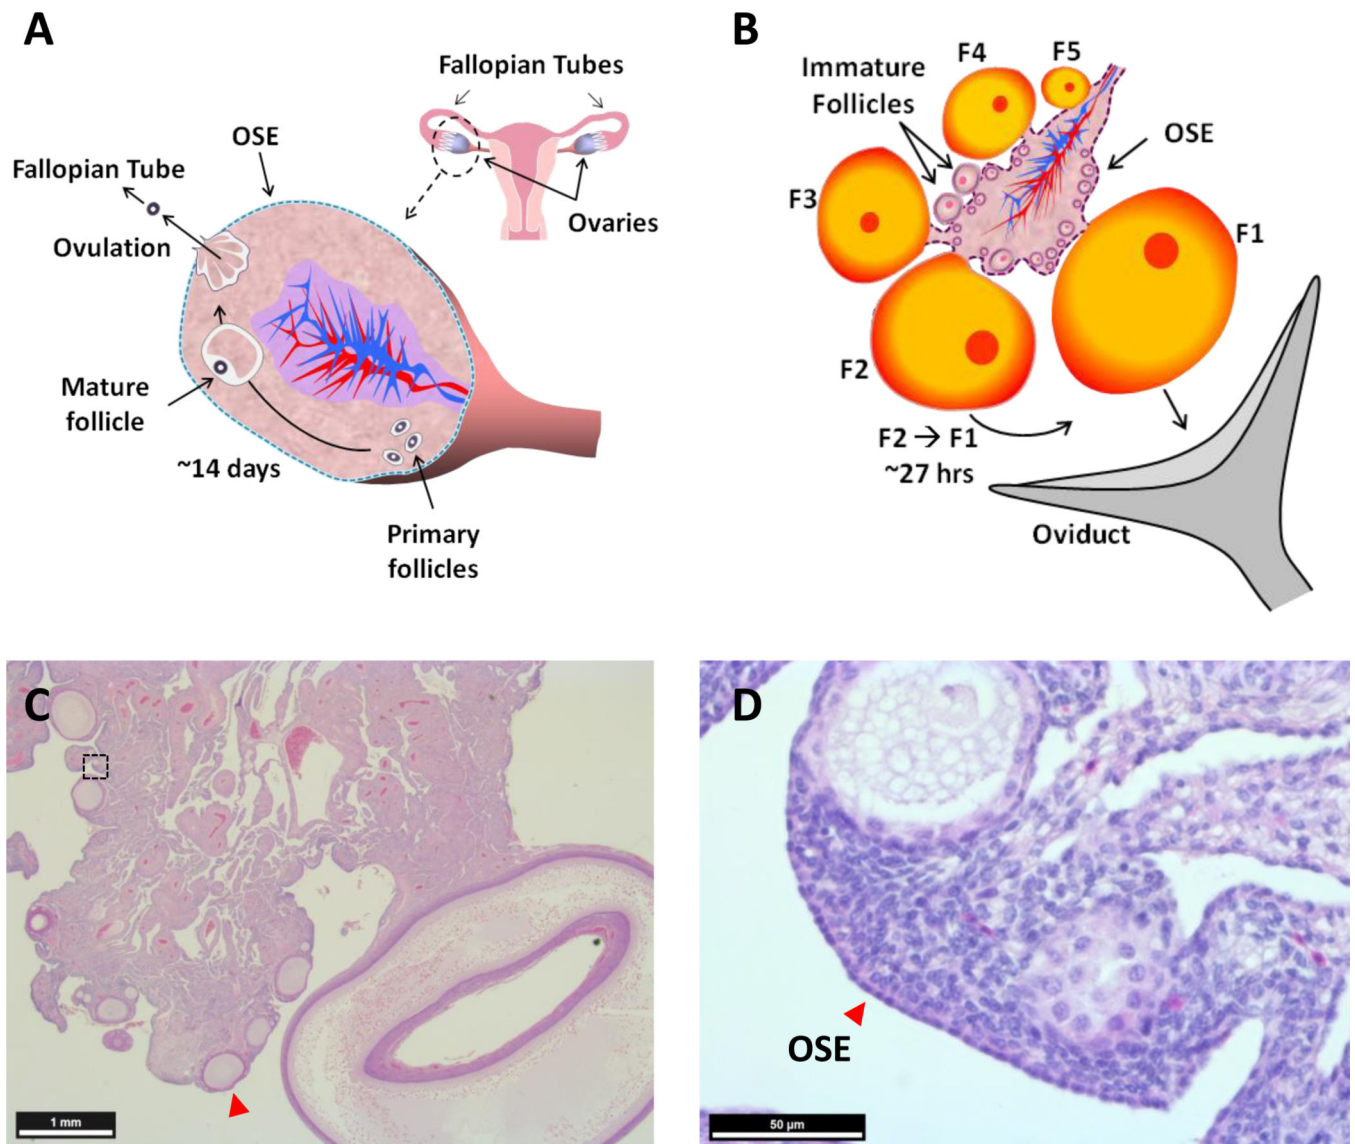 A
Fallopian Tubes
OSE
Fallopian Tube
Ovulation
Ovaries
Mature
follicle
~14 days
Primary
follicles
B
F4
F5
Immature
Follicles
OSE
F3
F1
F2
F2 → F1
~27 hrs
Oviduct
C
1 mm
D
OSE
50 µm